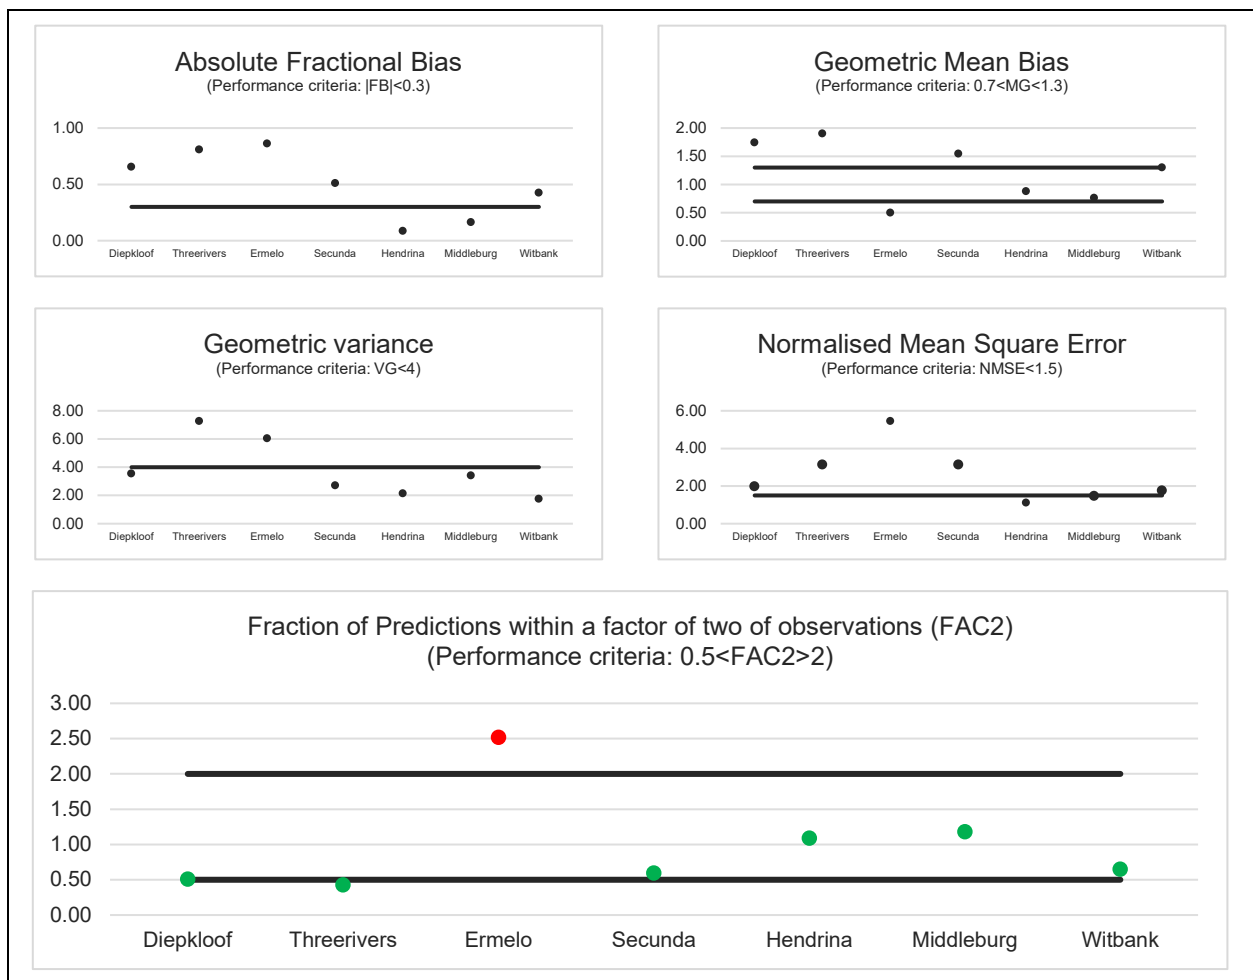 Absolute Fractional Bias
(Performance criteria: |FB|<0.3)
1.00
0.50
0.00
Diepkloof Threerivers Ermelo Secunda Hendrina Middleburg Witbank
Geometric Mean Bias
(Performance criteria: 0.7<MG<1.3)
2.00
1.50
1.00
0.50
0.00
Diepkloof Threerivers Ermelo Secunda Hendrina Middleburg Witbank
Geometric variance
(Performance criteria: VG<4)
8.00
6.00
4.00
2.00
0.00
Diepkloof Threerivers Ermelo Secunda Hendrina Middleburg Witbank
Normalised Mean Square Error
(Performance criteria: NMSE<1.5)
6.00
4.00
2.00
0.00
Diepkloof Threerivers Ermelo Secunda Hendrina Middleburg Witbank
Fraction of Predictions within a factor of two of observations (FAC2)
(Performance criteria: 0.5<FAC2>2)
3.00
2.50
2.00
1.50
1.00
0.50
0.00
Diepkloof Threerivers Ermelo Secunda Hendrina Middleburg Witbank